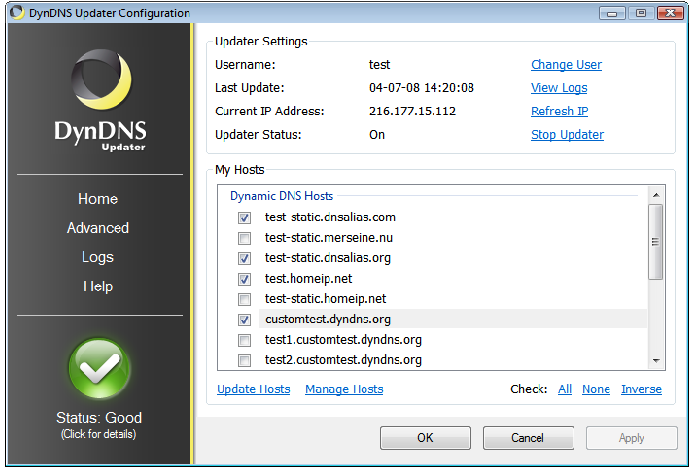 DynDNS Updater Configuration
DynDNS
Updater
Home
Advanced
Logs
Help
Status: Good
(Click for details)
Updater Settings
Username: test Change User
Last Update: 04-07-08 14:20:08 View Logs
Current IP Address: 216.177.15.112 Refresh IP
Updater Status: On Stop Updater
My Hosts
Dynamic DNS Hosts
test-static.dnsalias.com
test-static.merseine.nu
test-static.dnsalias.org
test.homeip.net
test-static.homeip.net
customtest.dyndns.org
test1.customtest.dyndns.org
test2.customtest.dyndns.org
Update Hosts Manage Hosts Check: All None Inverse
OK Cancel Apply